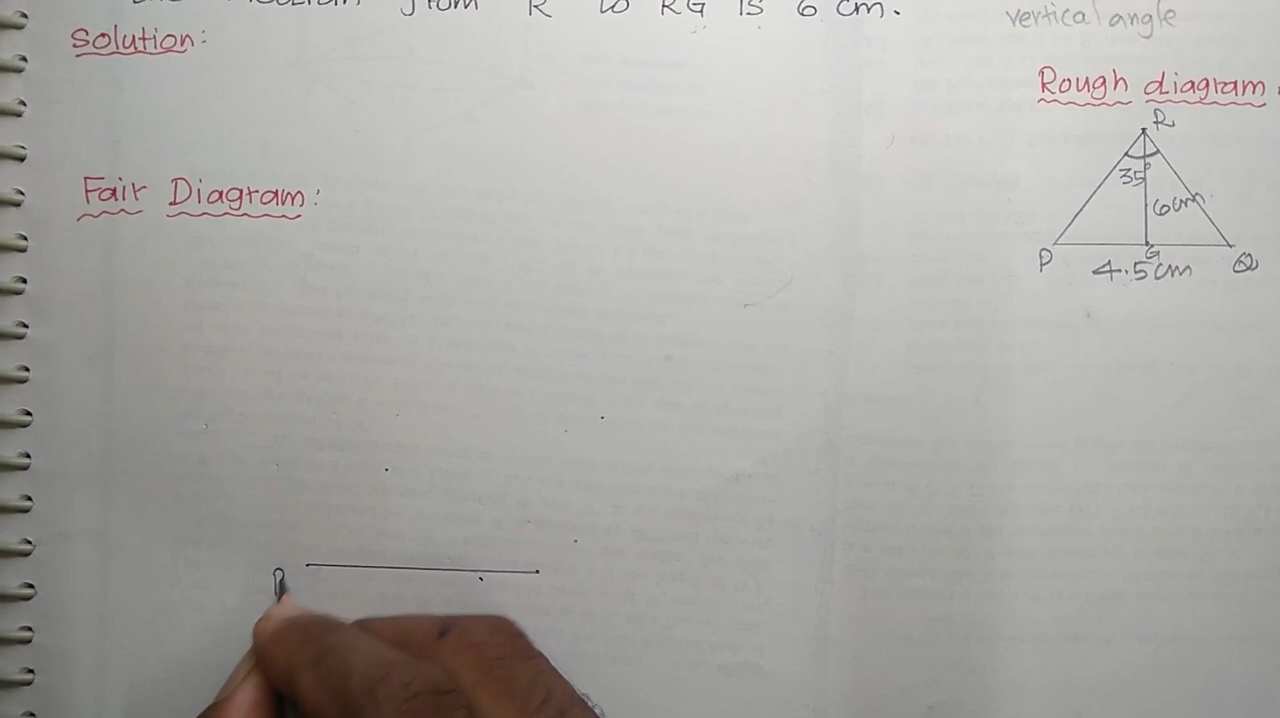 from R to RG is 6 cm.
vertical angle
Solution:
Rough diagram:
R
35°
6cm
P G Q
4.5cm
Fair Diagram:
P